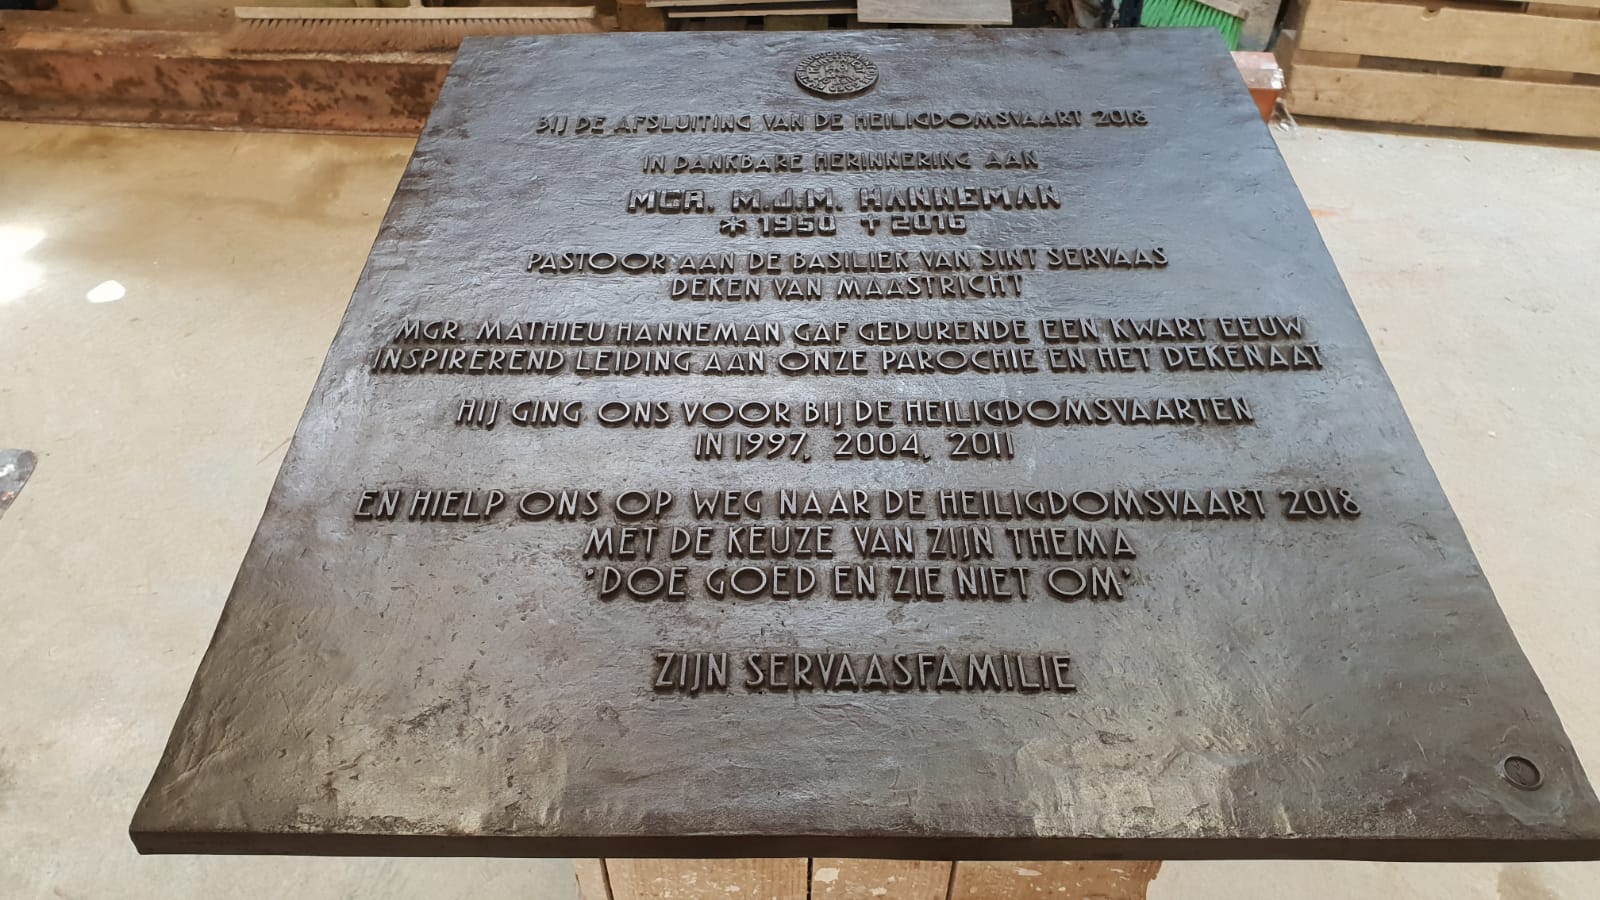 BIJ DE AFSLUITING VAN DE HEILIGDOMSVAART 2018
IN DANKBARE HERINNERING AAN
MGR. M.J.M. HANNEMAN
* 1950 † 2016
PASTOOR AAN DE BASILIEK VAN SINT SERVAAS
DEKEN VAN MAASTRICHT
MGR. MATHIEU HANNEMAN GAF GEDURENDE EEN KWART EEUW
INSPIREREND LEIDING AAN ONZE PAROCHIE EN HET DEKENAAT
HIJ GING ONS VOOR BIJ DE HEILIGDOMSVAARTEN
IN 1997, 2004, 2011
EN HIELP ONS OP WEG NAAR DE HEILIGDOMSVAART 2018
MET DE KEUZE VAN ZIJN THEMA
'DOE GOED EN ZIE NIET OM'
ZIJN SERVAASFAMILIE